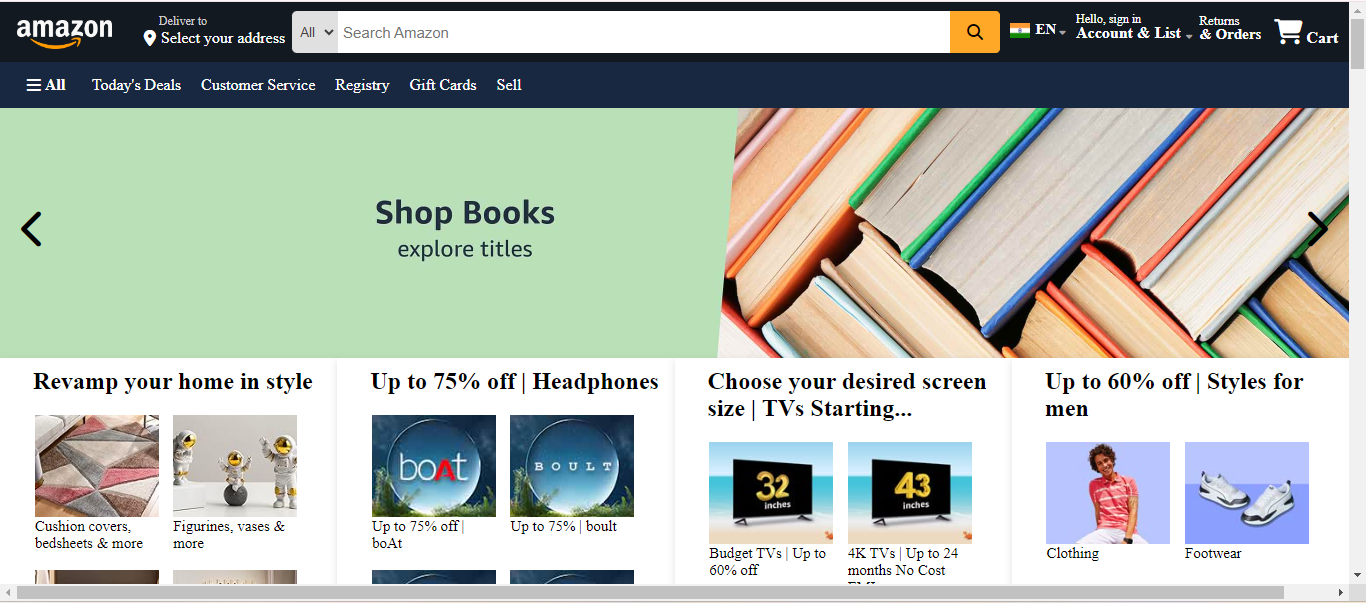 amazon
Deliver to
Select your address
All
Search Amazon
EN
Hello, sign in
Account & List
Returns
& Orders
Cart
All
Today's Deals
Customer Service
Registry
Gift Cards
Sell
Shop Books
explore titles
Revamp your home in style
Cushion covers,
bedsheets & more
Figurines, vases &
more
Up to 75% off | Headphones
boAt
Up to 75% off |
boAt
BOULT
Up to 75% | boult
Choose your desired screen
size | TVs Starting...
32
inches
Budget TVs | Up to
60% off
43
inches
4K TVs | Up to 24
months No Cost
Up to 60% off | Styles for
men
Clothing
Footwear